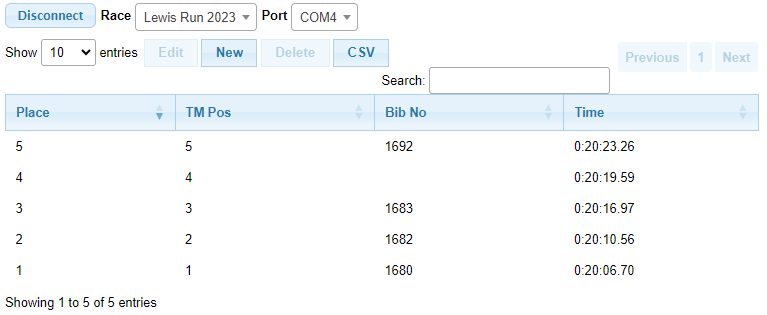 Disconnect Race Lewis Run 2023 Port COM4
Show 10 entries Edit New Delete CSV Previous 1 Next
Search:
Place TM Pos Bib No Time
5 5 1692 0:20:23.26
4 4 0:20:19.59
3 3 1683 0:20:16.97
2 2 1682 0:20:10.56
1 1 1680 0:20:06.70
Showing 1 to 5 of 5 entries